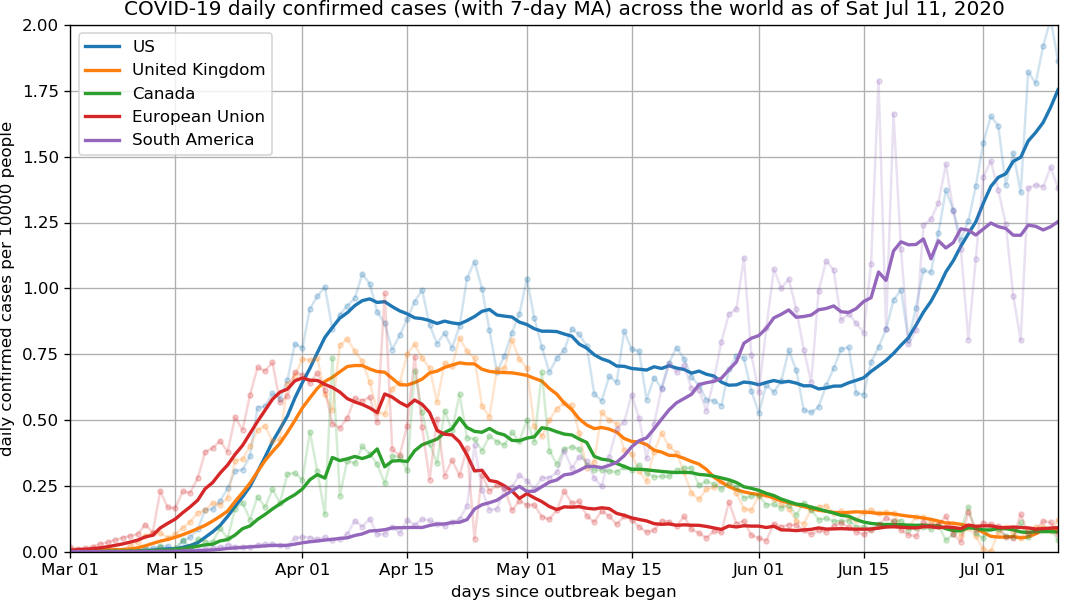 COVID-19 daily confirmed cases (with 7-day MA) across the world as of Sat Jul 11, 2020
daily confirmed cases per 10000 people
2.00
1.75
1.50
1.25
1.00
0.75
0.50
0.25
0.00
US
United Kingdom
Canada
European Union
South America
Mar 01 Mar 15 Apr 01 Apr 15 May 01 May 15 Jun 01 Jun 15 Jul 01
days since outbreak began